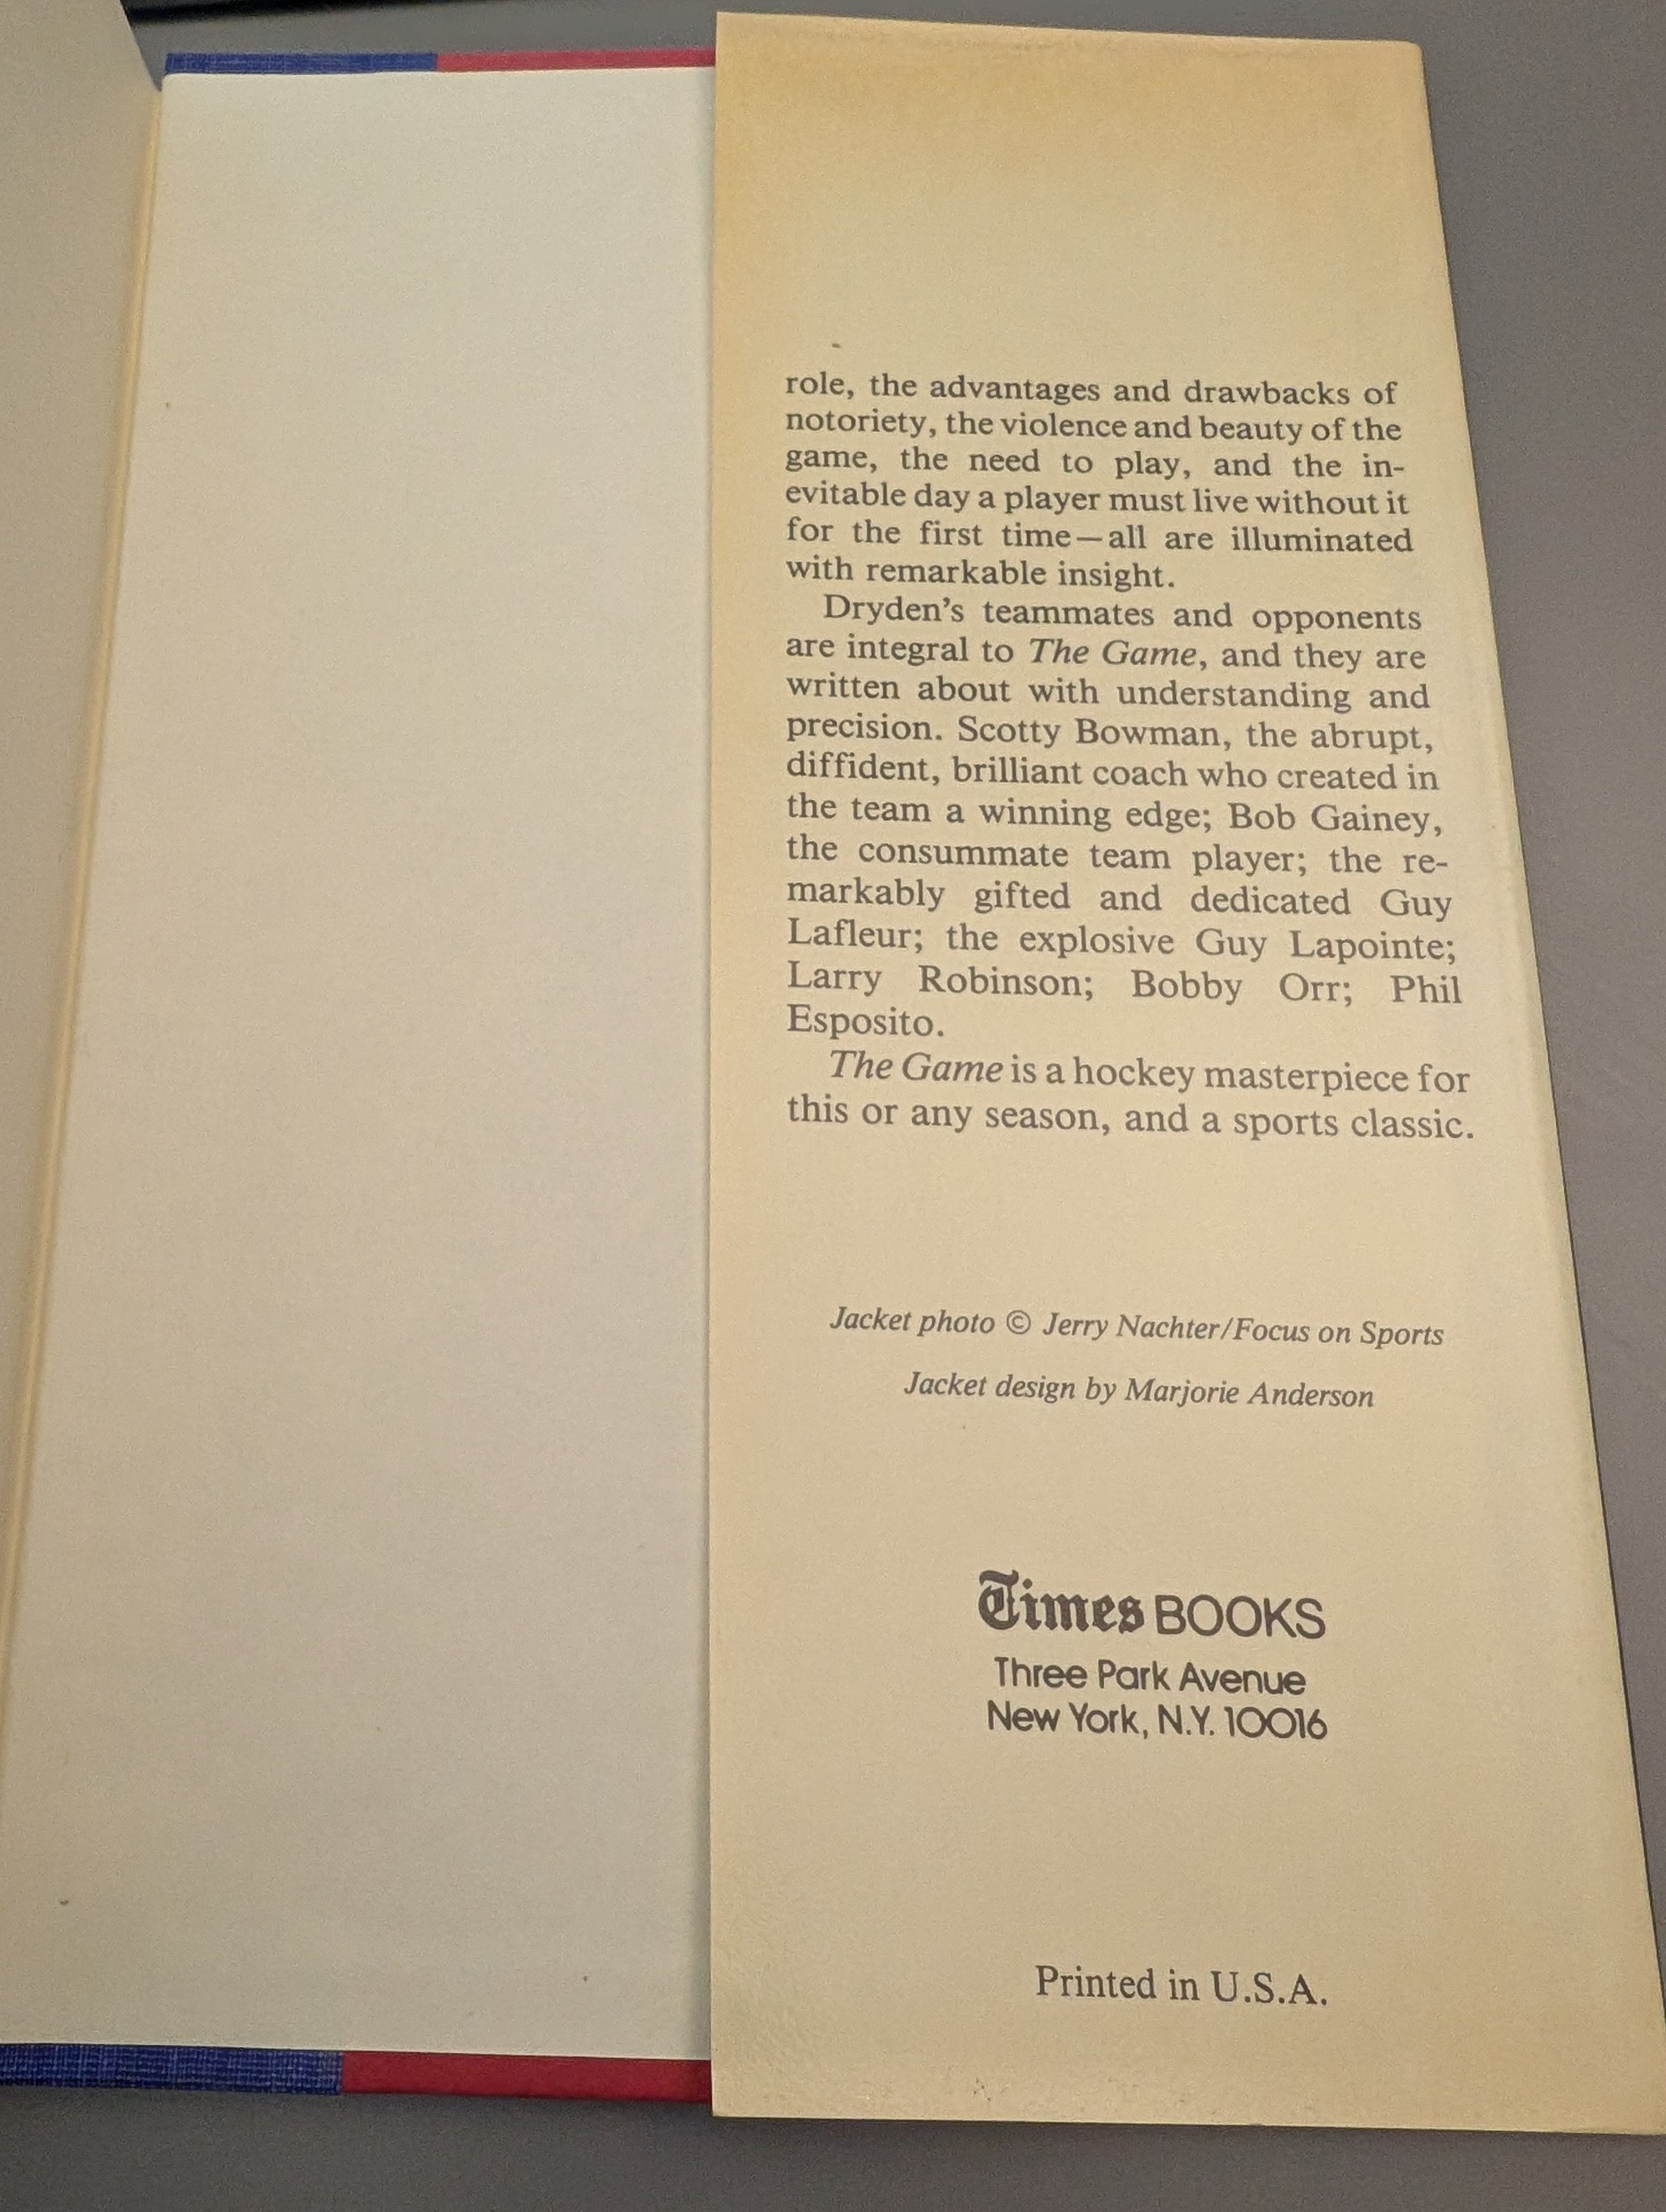 role, the advantages and drawbacks of
notoriety, the violence and beauty of the
game, the need to play, and the in-
evitable day a player must live without it
for the first time—all are illuminated
with remarkable insight.
Dryden's teammates and opponents
are integral to The Game, and they are
written about with understanding and
precision. Scotty Bowman, the abrupt,
diffident, brilliant coach who created in
the team a winning edge; Bob Gainey,
the consummate team player; the re-
markably gifted and dedicated Guy
Lafleur; the explosive Guy Lapointe;
Larry Robinson; Bobby Orr; Phil
Esposito.
The Game is a hockey masterpiece for
this or any season, and a sports classic.
Jacket photo © Jerry Nachter/Focus on Sports
Jacket design by Marjorie Anderson
Times BOOKS
Three Park Avenue
New York, N.Y. 10016
Printed in U.S.A.